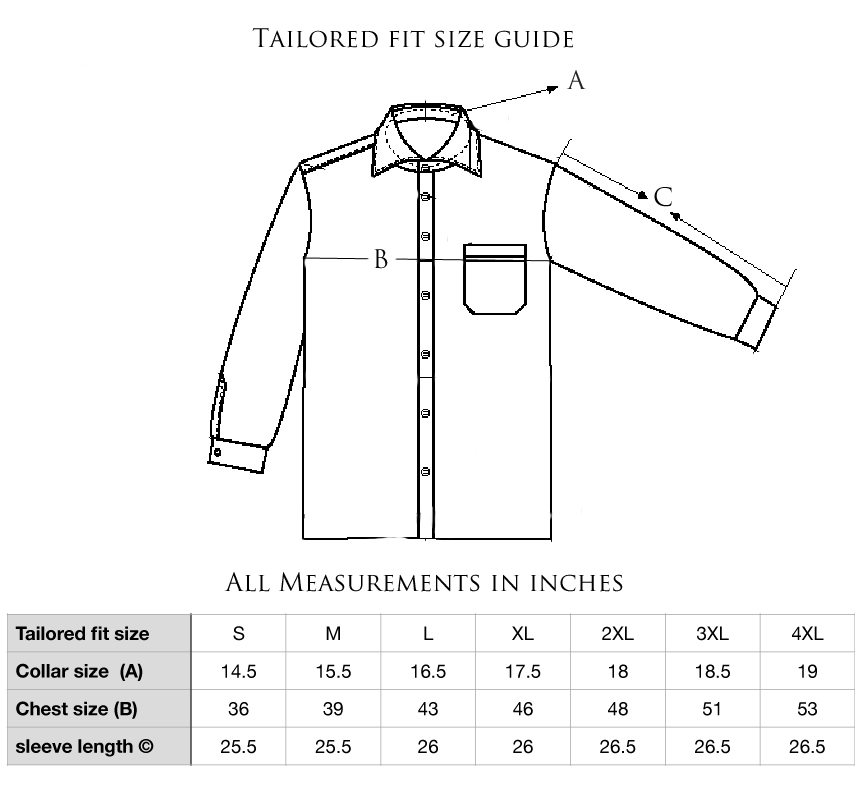 Tailored fit size guide
A
C
B
All Measurements in inches
Tailored fit size S M L XL 2XL 3XL 4XL
Collar size (A) 14.5 15.5 16.5 17.5 18 18.5 19
Chest size (B) 36 39 43 46 48 51 53
sleeve length © 25.5 25.5 26 26 26.5 26.5 26.5